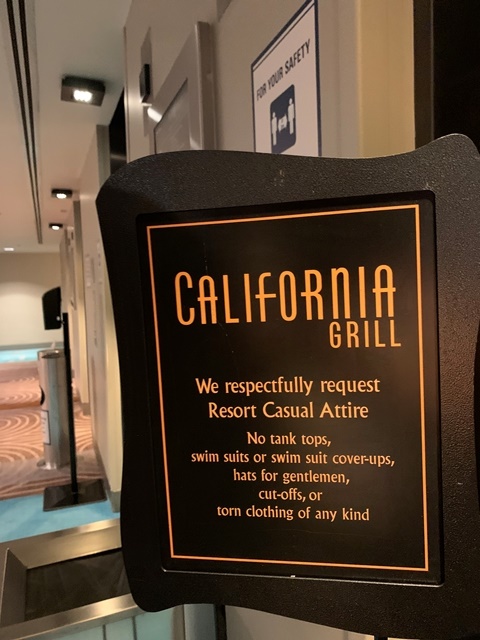 FOR YOUR SAFETY
CALIFORNIA
GRILL
We respectfully request
Resort Casual Attire
No tank tops,
swim suits or swim suit cover-ups,
hats for gentlemen,
cut-offs, or
torn clothing of any kind